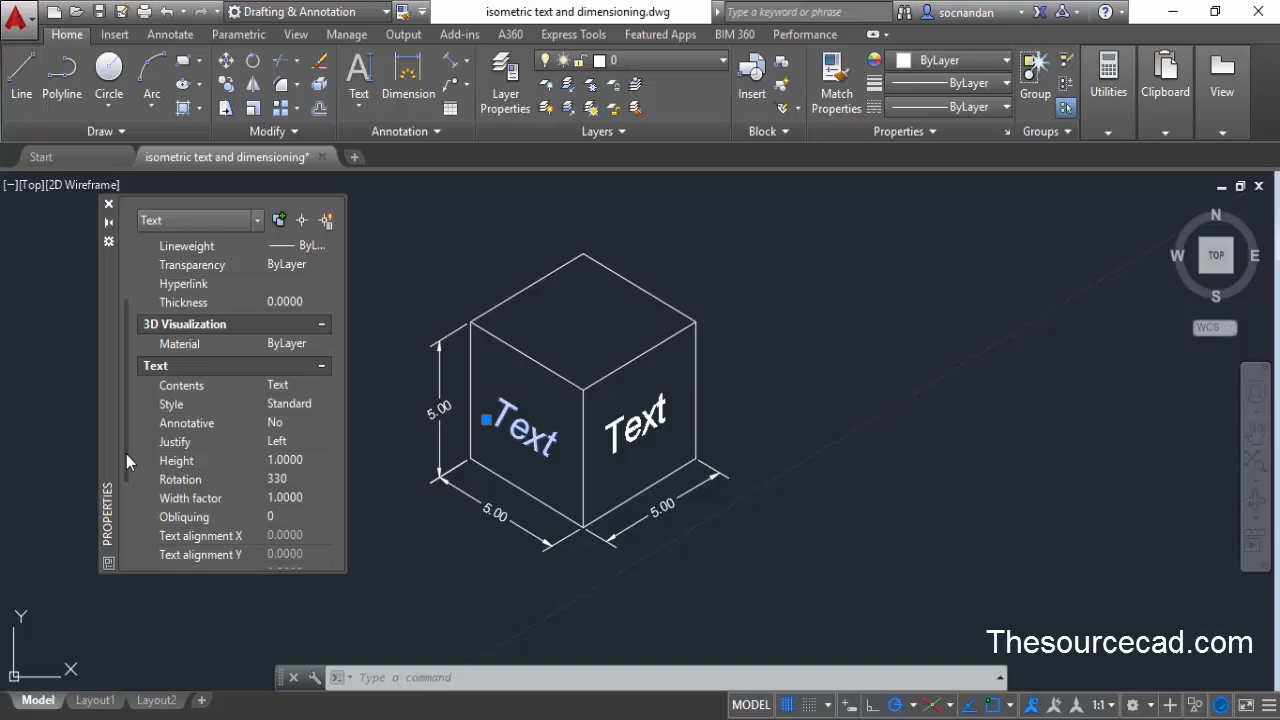 Drafting & Annotation
isometric text and dimensioning.dwg
Type a keyword or phrase
socnandan
Home Insert Annotate Parametric View Manage Output Add-ins A360 Express Tools Featured Apps BIM 360 Performance
Line Polyline Circle Arc
Text Dimension
Layer Properties
0
Insert
Match Properties
ByLayer
ByLayer
ByLayer
Group
Utilities
Clipboard
View
Draw Modify Annotation Layers Block Properties Groups
Start isometric text and dimensioning*
[−][Top][2D Wireframe]
Text
Lineweight ByL...
Transparency ByLayer
Hyperlink
Thickness 0.0000
3D Visualization
Material ByLayer
Text
Contents Text
Style Standard
Annotative No
Justify Left
Height 1.0000
Rotation 330
Width factor 1.0000
Obliquing 0
Text alignment X 0.0000
Text alignment Y 0.0000
PROPERTIES
5.00
Text
Text
5.00
5.00
N
W TOP E
S
WCS
Y
X
Thesourcecad.com
Type a command
Model Layout1 Layout2
MODEL
1:1